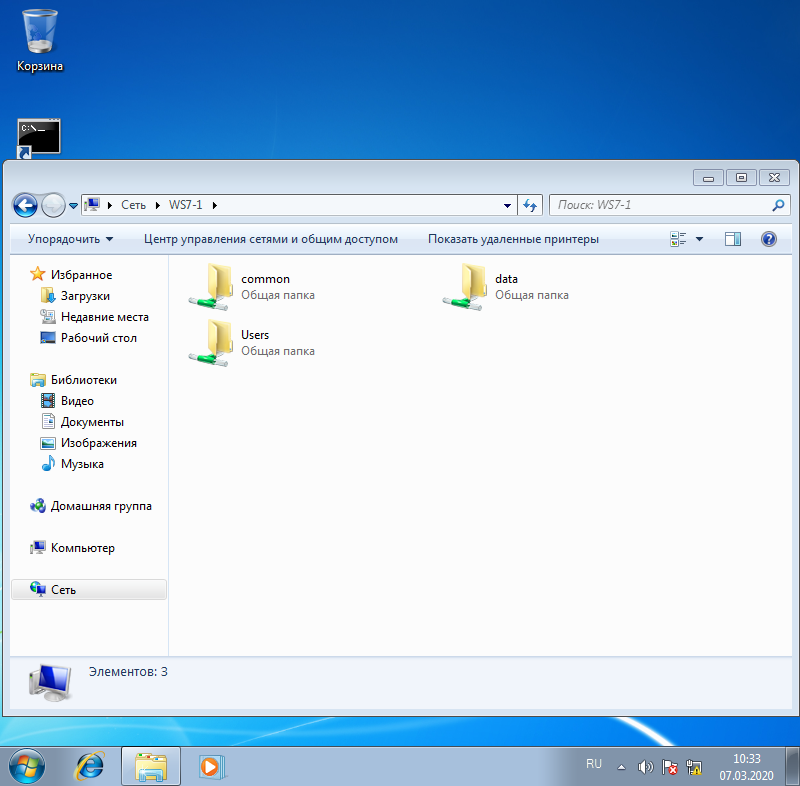 Корзина
C:\_
Сеть
WS7-1
Поиск: WS7-1
Упорядочить
Центр управления сетями и общим доступом
Показать удаленные принтеры
Избранное
Загрузки
Недавние места
Рабочий стол
Библиотеки
Видео
Документы
Изображения
Музыка
Домашняя группа
Компьютер
Сеть
common
Общая папка
data
Общая папка
Users
Общая папка
Элементов: 3
RU
10:33
07.03.2020